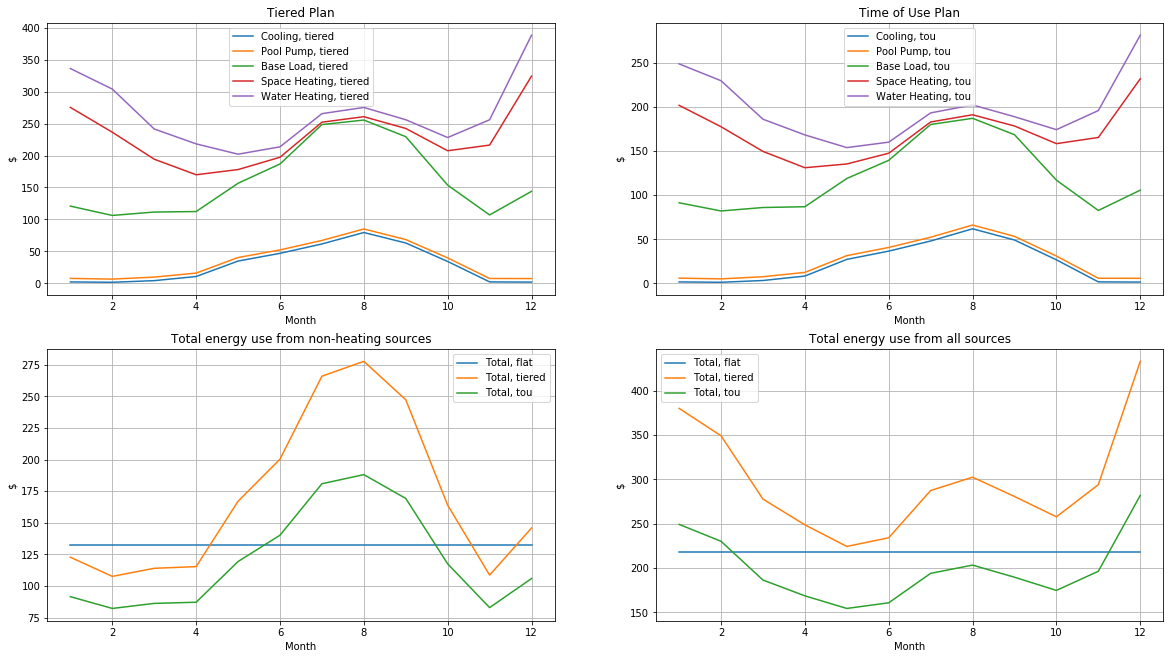 Tiered Plan
$
400
350
300
250
200
150
100
50
0
Cooling, tiered
Pool Pump, tiered
Base Load, tiered
Space Heating, tiered
Water Heating, tiered
2 4 6 8 10 12
Month
Time of Use Plan
$
250
200
150
100
50
0
Cooling, tou
Pool Pump, tou
Base Load, tou
Space Heating, tou
Water Heating, tou
2 4 6 8 10 12
Month
Total energy use from non-heating sources
$
275
250
225
200
175
150
125
100
75
Total, flat
Total, tiered
Total, tou
2 4 6 8 10 12
Month
Total energy use from all sources
$
400
350
300
250
200
150
Total, flat
Total, tiered
Total, tou
2 4 6 8 10 12
Month